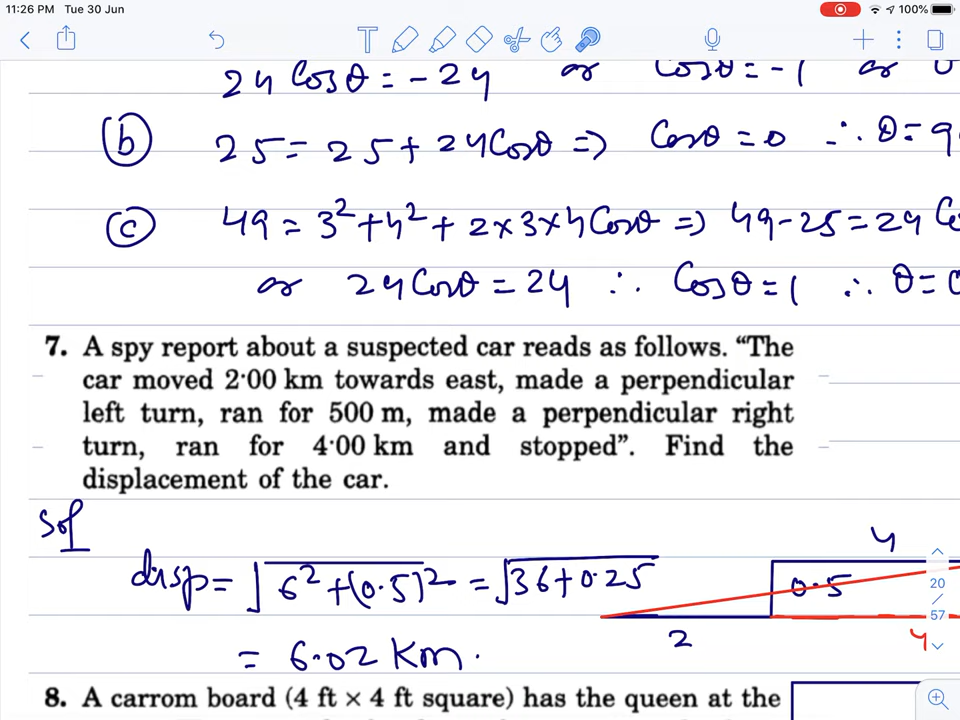 11:26 PM Tue 30 Jun 100%
24 Cosθ = -24 or Cosθ = -1 or
(b) 25 = 25 + 24Cosθ => Cosθ = 0 ∴ θ = 9
(c) 49 = 3² + 4² + 2×3×4Cosθ => 49 - 25 = 24 Co
or 24Cosθ = 24 ∴ Cosθ = 1 ∴ θ = 0
7. A spy report about a suspected car reads as follows. “The
car moved 2·00 km towards east, made a perpendicular
left turn, ran for 500 m, made a perpendicular right
turn, ran for 4·00 km and stopped”. Find the
displacement of the car.
Sol
4
disp = √6² + (0.5)² = √36 + 0.25
0.5
20
/
57
2
4
= 6.02 Km.
8. A carrom board (4 ft × 4 ft square) has the queen at the